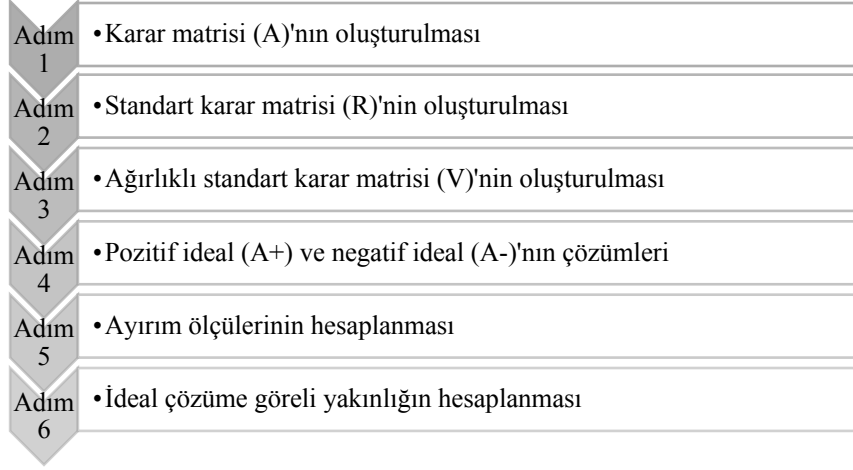 Adım
1
•Karar matrisi (A)'nın oluşturulması
Adım
2
•Standart karar matrisi (R)'nin oluşturulması
Adım
3
•Ağırlıklı standart karar matrisi (V)'nin oluşturulması
Adım
4
•Pozitif ideal (A+) ve negatif ideal (A-)'nın çözümleri
Adım
5
•Ayırım ölçülerinin hesaplanması
Adım
6
•İdeal çözüme göreli yakınlığın hesaplanması